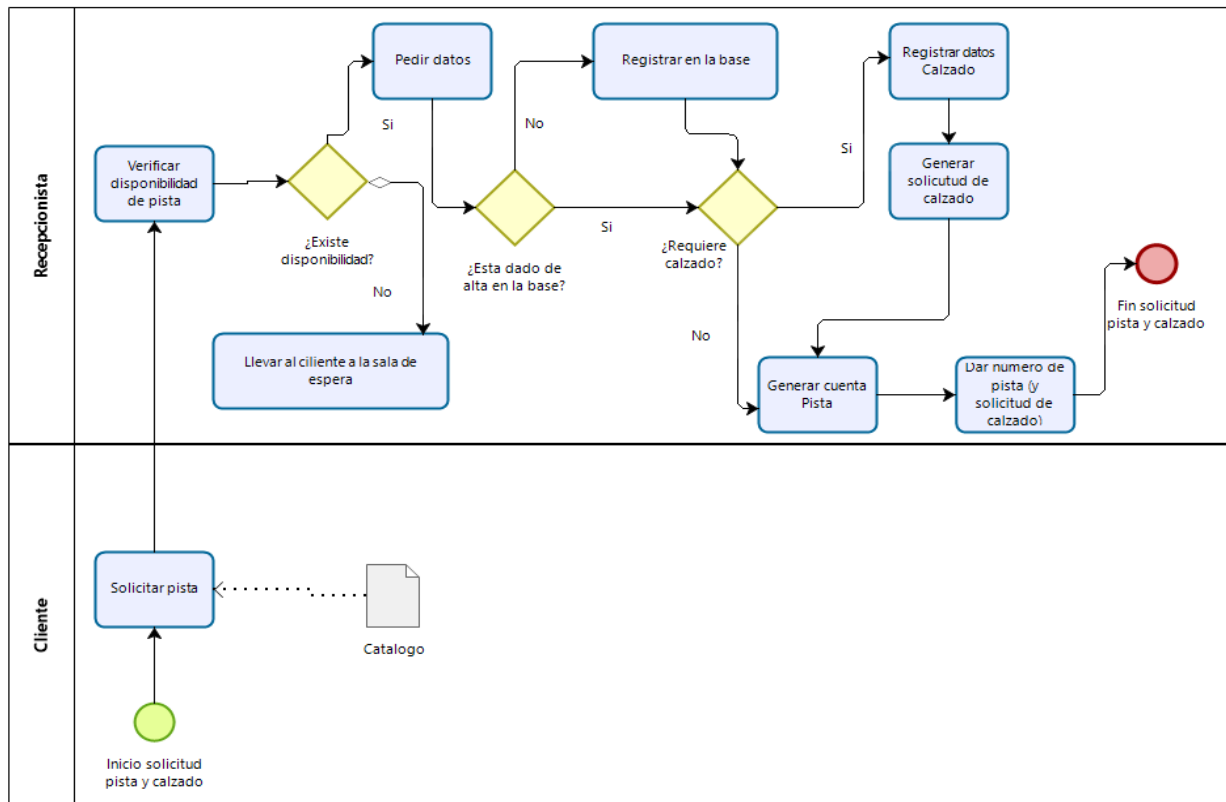 Recepcionista
Pedir datos
Registrar en la base
Registrar datos
Calzado
Si
No
Verificar
disponibilidad
de pista
Si
Generar
solicutud de
calzado
¿Existe
disponibilidad?
Si
¿Esta dado de
alta en la base?
¿Requiere
calzado?
No
Fin solicitud
pista y calzado
No
Llevar al ciliente a la sala de
espera
Generar cuenta
Pista
Dar numero de
pista (y
solicitud de
calzado)
Cliente
Solicitar pista
Catalogo
Inicio solicitud
pista y calzado